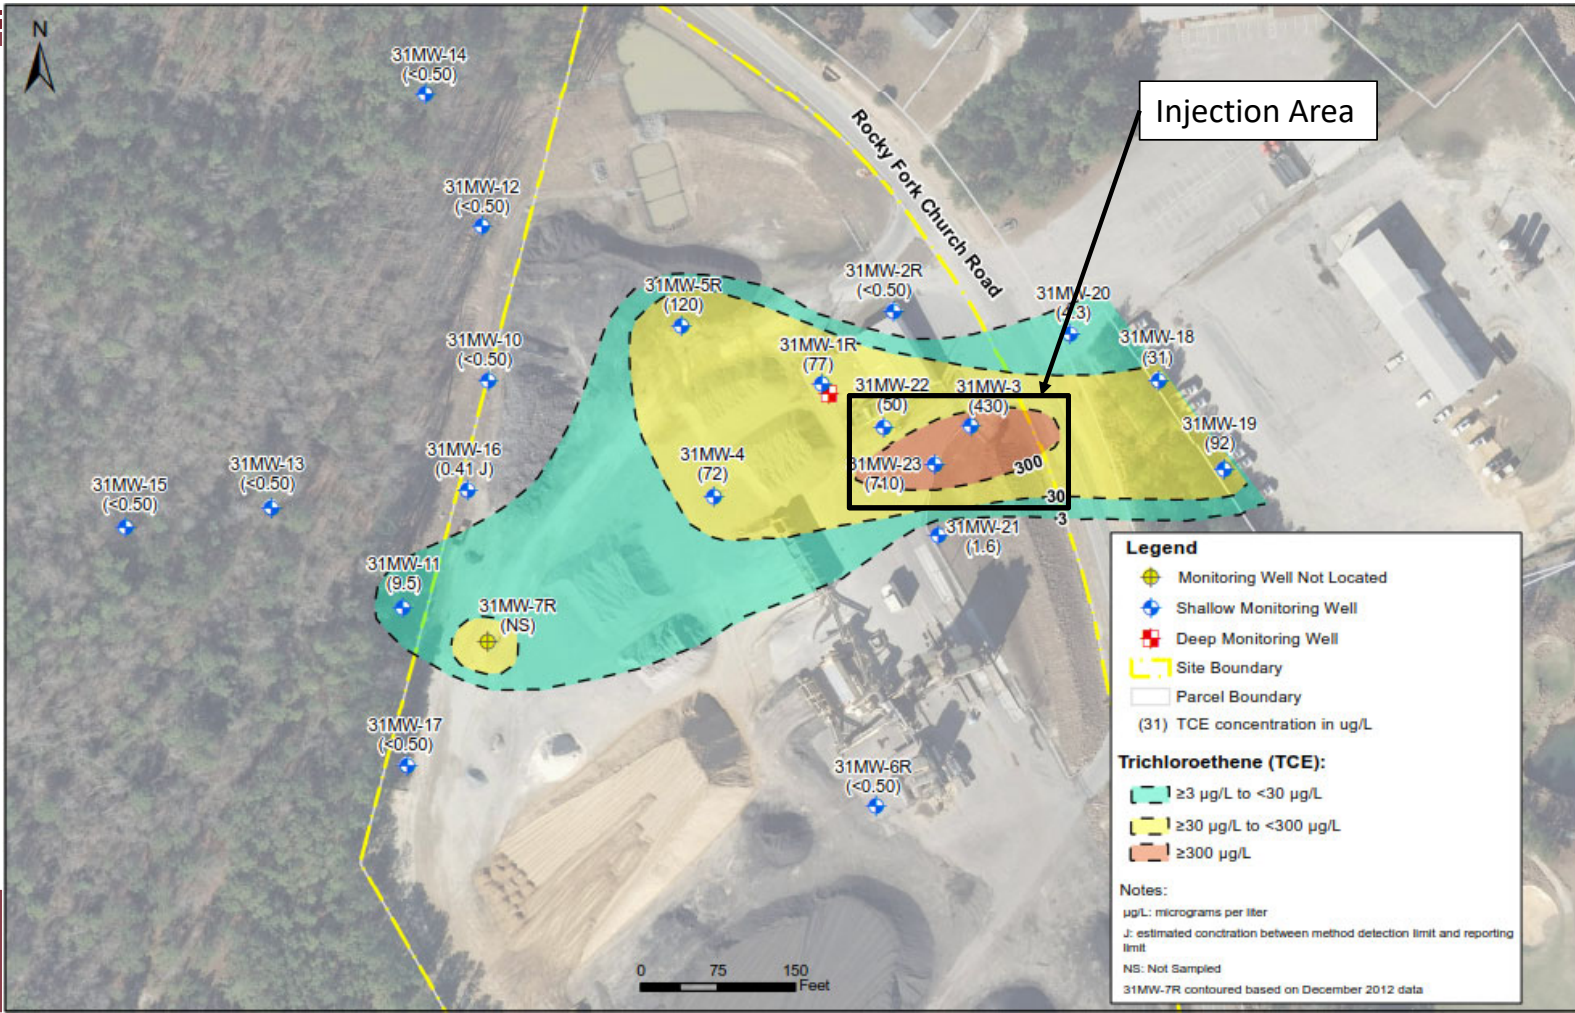 N
31MW-14
(<0.50)
Injection Area
Rocky Fork Church Road
31MW-12
(<0.50)
31MW-2R
(<0.50)
31MW-5R
(120)
31MW-20
(4.3)
31MW-10
(<0.50)
31MW-1R
(77)
31MW-18
(31)
31MW-22
(50)
31MW-3
(430)
31MW-19
(92)
31MW-16
(0.41 J)
31MW-4
(72)
31MW-23
(710)
300
31MW-15
(<0.50)
31MW-13
(<0.50)
30
3
31MW-21
(1.6)
31MW-11
(9.5)
31MW-7R
(NS)
31MW-17
(<0.50)
31MW-6R
(<0.50)
0 75 150
Feet
Legend
Monitoring Well Not Located
Shallow Monitoring Well
Deep Monitoring Well
Site Boundary
Parcel Boundary
(31) TCE concentration in ug/L
Trichloroethene (TCE):
≥3 µg/L to <30 µg/L
≥30 µg/L to <300 µg/L
≥300 µg/L
Notes:
µg/L: micrograms per liter
J: estimated conctration between method detection limit and reporting
limit
NS: Not Sampled
31MW-7R contoured based on December 2012 data